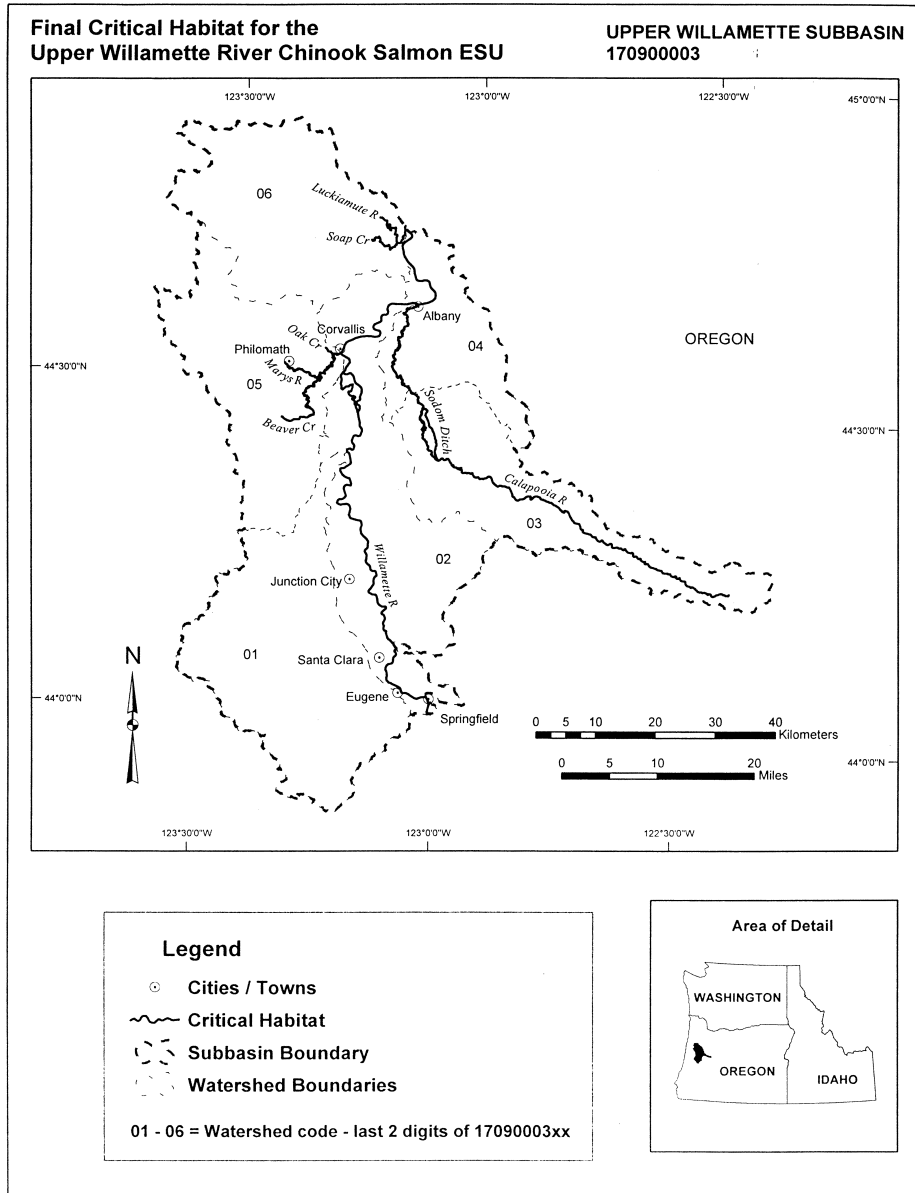 Final Critical Habitat for the
Upper Willamette River Chinook Salmon ESU
UPPER WILLAMETTE SUBBASIN
170900003
123°30'0"W
123°0'0"W
122°30'0"W
45°0'0"N
06
Luckiamute R
Soap Cr
Albany
Corvallis
Oak Cr
Philomath
04
OREGON
44°30'0"N
05
Marys R
Beaver Cr
Sodom Ditch
44°30'0"N
Calapooia R
03
Willamette R
02
Junction City
01
Santa Clara
N
Eugene
44°0'0"N
Springfield
0 5 10 20 30 40
Kilometers
0 5 10 20
Miles
44°0'0"N
123°30'0"W
123°0'0"W
122°30'0"W
Legend
Cities / Towns
Critical Habitat
Subbasin Boundary
Watershed Boundaries
01 - 06 = Watershed code - last 2 digits of 17090003xx
Area of Detail
WASHINGTON
OREGON
IDAHO